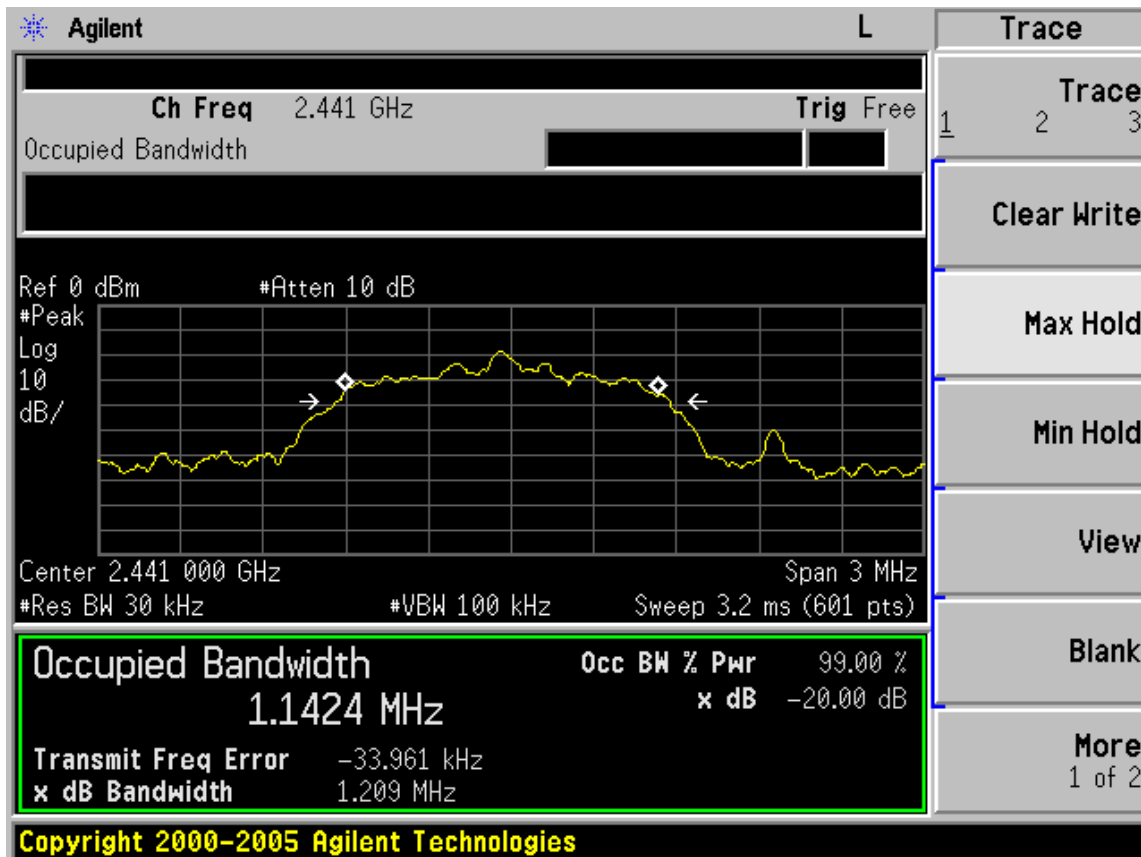 Agilent L
Trace
Ch Freq 2.441 GHz Trig Free
Occupied Bandwidth
Trace
1 2 3
Clear Write
Max Hold
Min Hold
View
Blank
More
1 of 2
Ref 0 dBm #Atten 10 dB
#Peak
Log
10
dB/
Center 2.441 000 GHz Span 3 MHz
#Res BW 30 kHz #VBW 100 kHz Sweep 3.2 ms (601 pts)
Occupied Bandwidth
1.1424 MHz
Occ BW % Pwr 99.00 %
x dB -20.00 dB
Transmit Freq Error -33.961 kHz
x dB Bandwidth 1.209 MHz
Copyright 2000-2005 Agilent Technologies